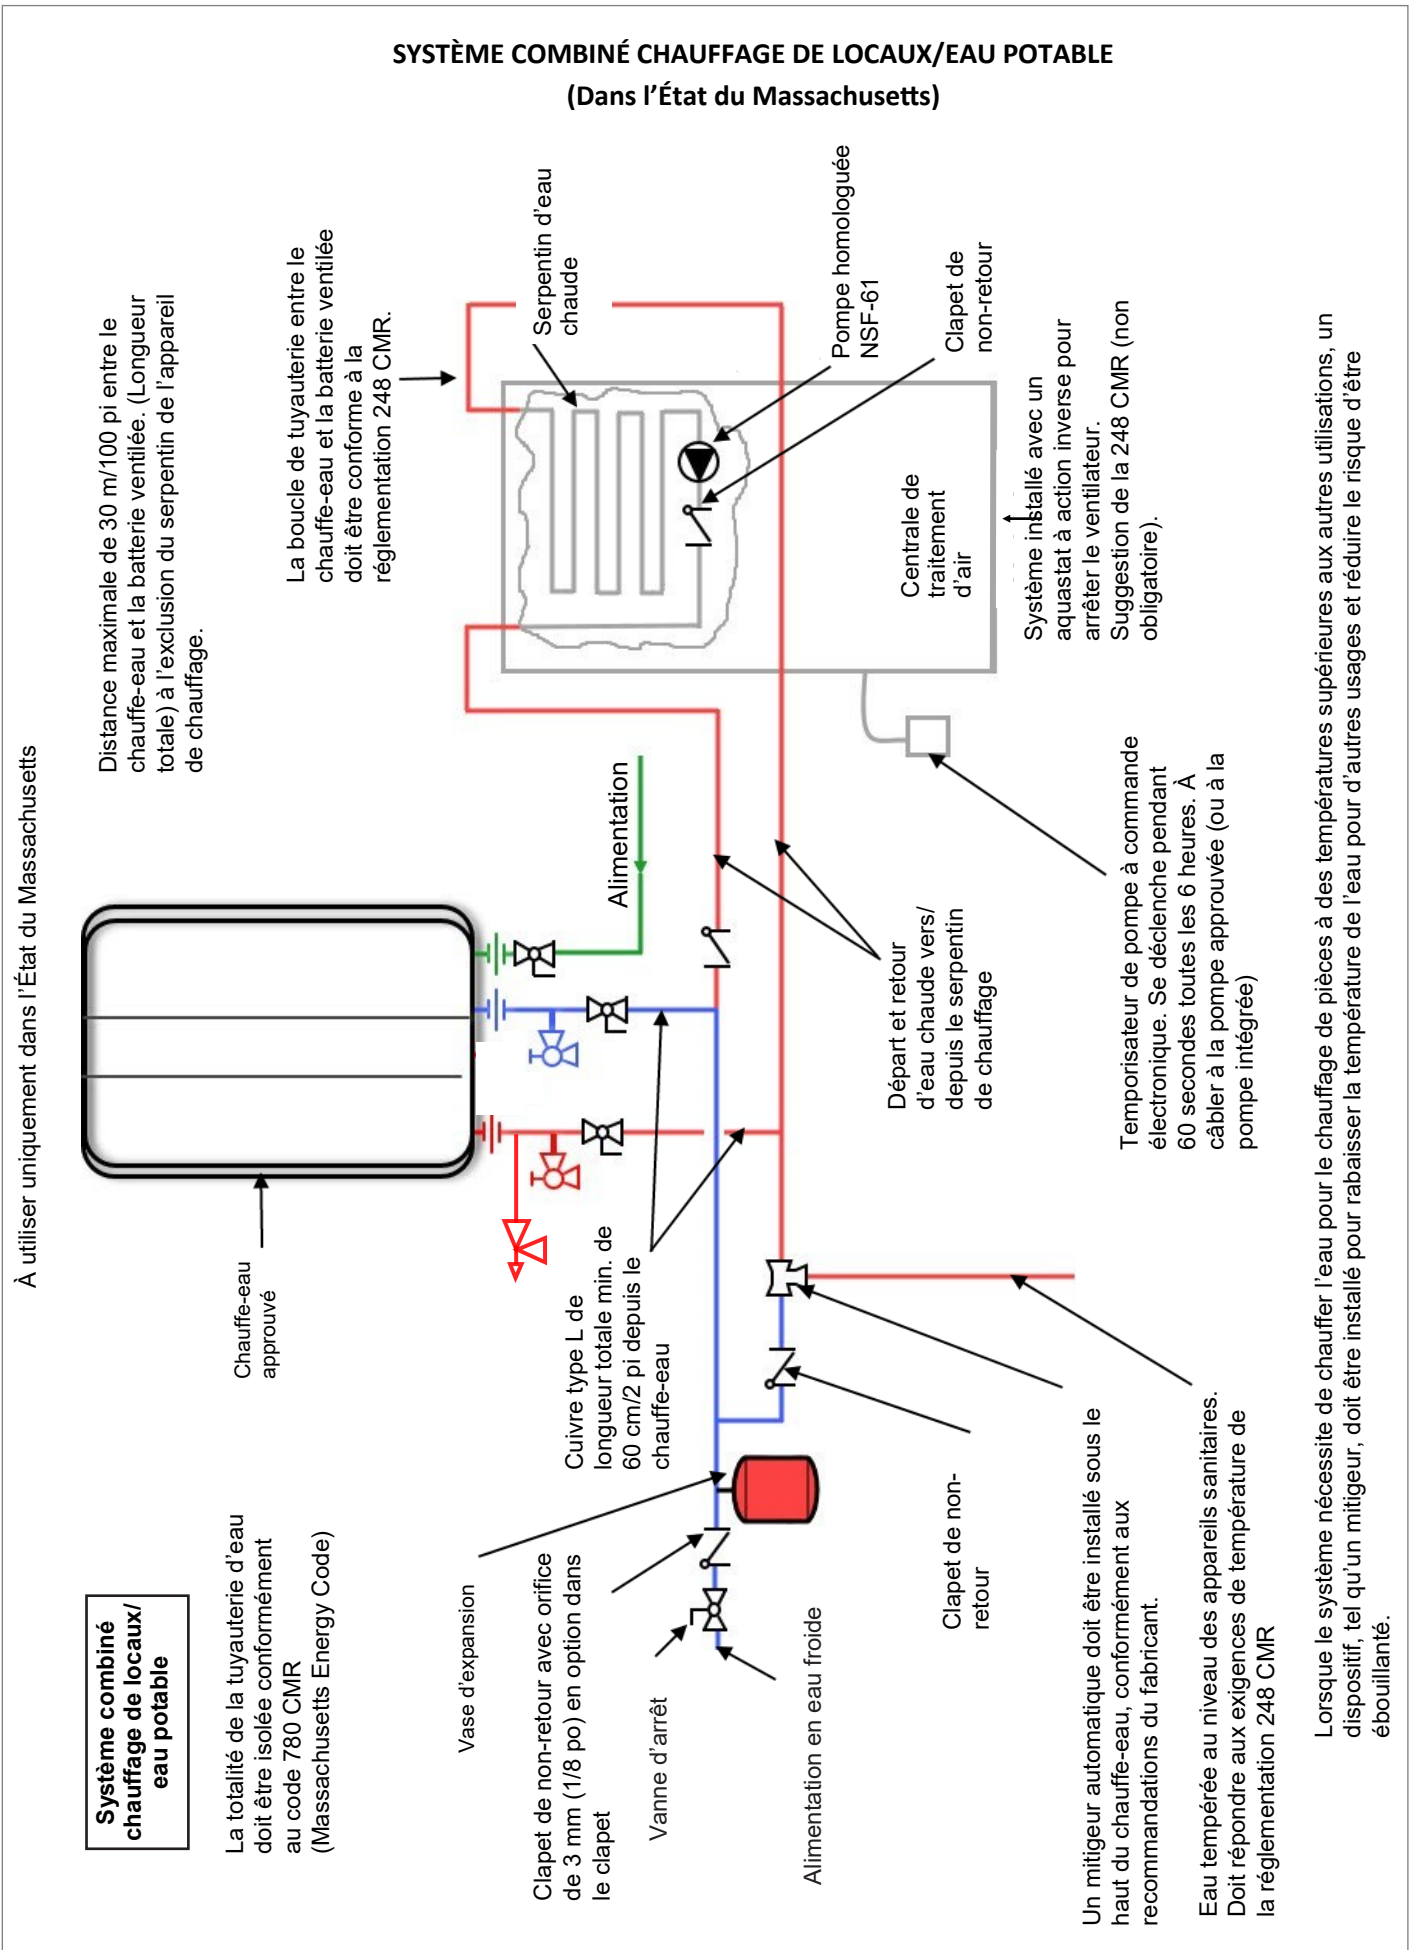 SYSTÈME COMBINÉ CHAUFFAGE DE LOCAUX/EAU POTABLE
(Dans l'État du Massachusetts)
À utiliser uniquement dans l'État du Massachusetts
Système combiné
chauffage de locaux/
eau potable
La totalité de la tuyauterie d'eau
doit être isolée conformément
au code 780 CMR
(Massachusetts Energy Code)
Chauffe-eau
approuvé
Distance maximale de 30 m/100 pi entre le
chauffe-eau et la batterie ventilée. (Longueur
totale) à l'exclusion du serpentin de l'appareil
de chauffage.
La boucle de tuyauterie entre le
chauffe-eau et la batterie ventilée
doit être conforme à la
réglementation 248 CMR.
Serpentin d'eau
chaude
Pompe homologuée
NSF-61
Clapet de
non-retour
Centrale de
traitement
d'air
Système installé avec un
aquastat à action inverse pour
arrêter le ventilateur.
Suggestion de la 248 CMR (non
obligatoire).
Alimentation
Vase d'expansion
Clapet de non-retour avec orifice
de 3 mm (1/8 po) en option dans
le clapet
Vanne d'arrêt
Alimentation en eau froide
Cuivre type L de
longueur totale min. de
60 cm/2 pi depuis le
chauffe-eau
Départ et retour
d'eau chaude vers/
depuis le serpentin
de chauffage
Clapet de non-
retour
Temporisateur de pompe à commande
électronique. Se déclenche pendant
60 secondes toutes les 6 heures. À
câbler à la pompe approuvée (ou à la
pompe intégrée)
Un mitigeur automatique doit être installé sous le
haut du chauffe-eau, conformément aux
recommandations du fabricant.
Eau tempérée au niveau des appareils sanitaires.
Doit répondre aux exigences de température de
la réglementation 248 CMR
Lorsque le système nécessite de chauffer l'eau pour le chauffage de pièces à des températures supérieures aux autres utilisations, un
dispositif, tel qu'un mitigeur, doit être installé pour rabaisser la température de l'eau pour d'autres usages et réduire le risque d'être
ébouillanté.